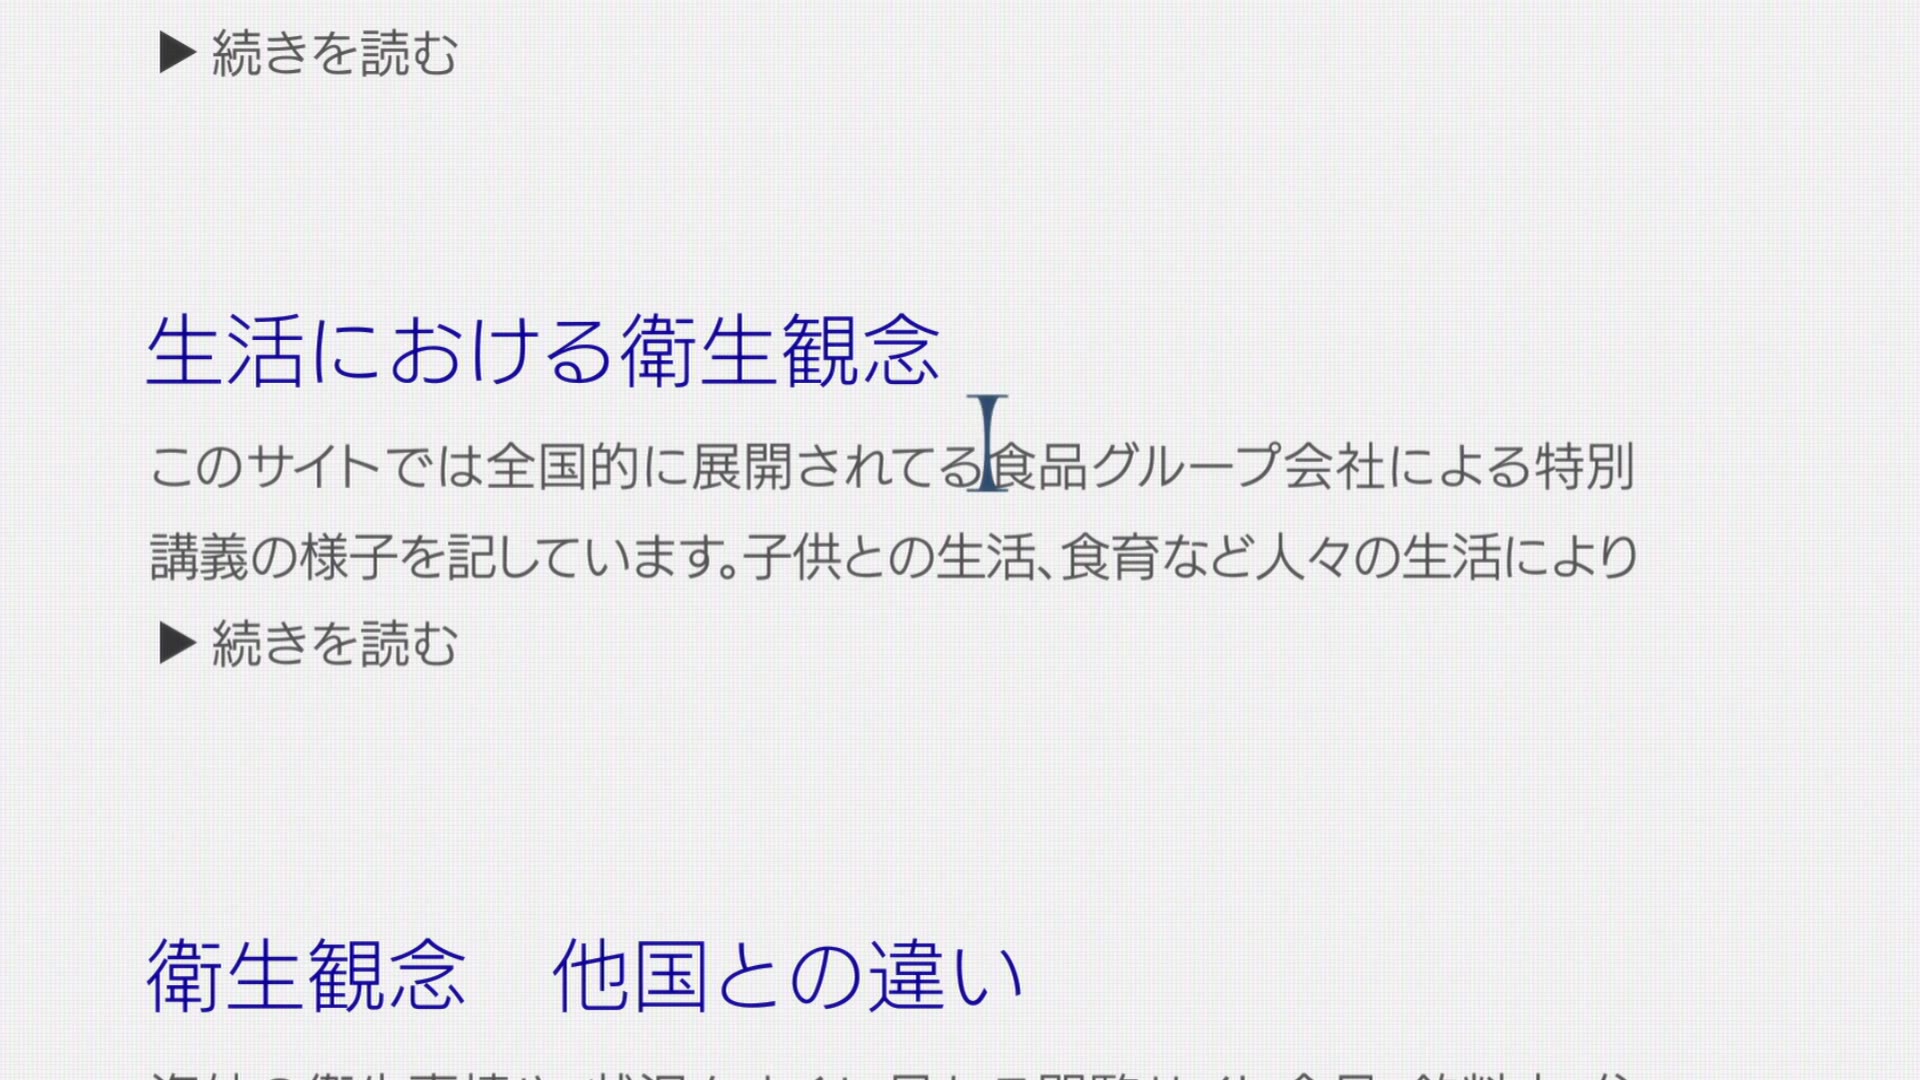 ▶ 続きを読む
生活における衛生観念
このサイトでは全国的に展開されてる食品グループ会社による特別
講義の様子を記しています。子供との生活、食育など人々の生活により
▶ 続きを読む
衛生観念　他国との違い